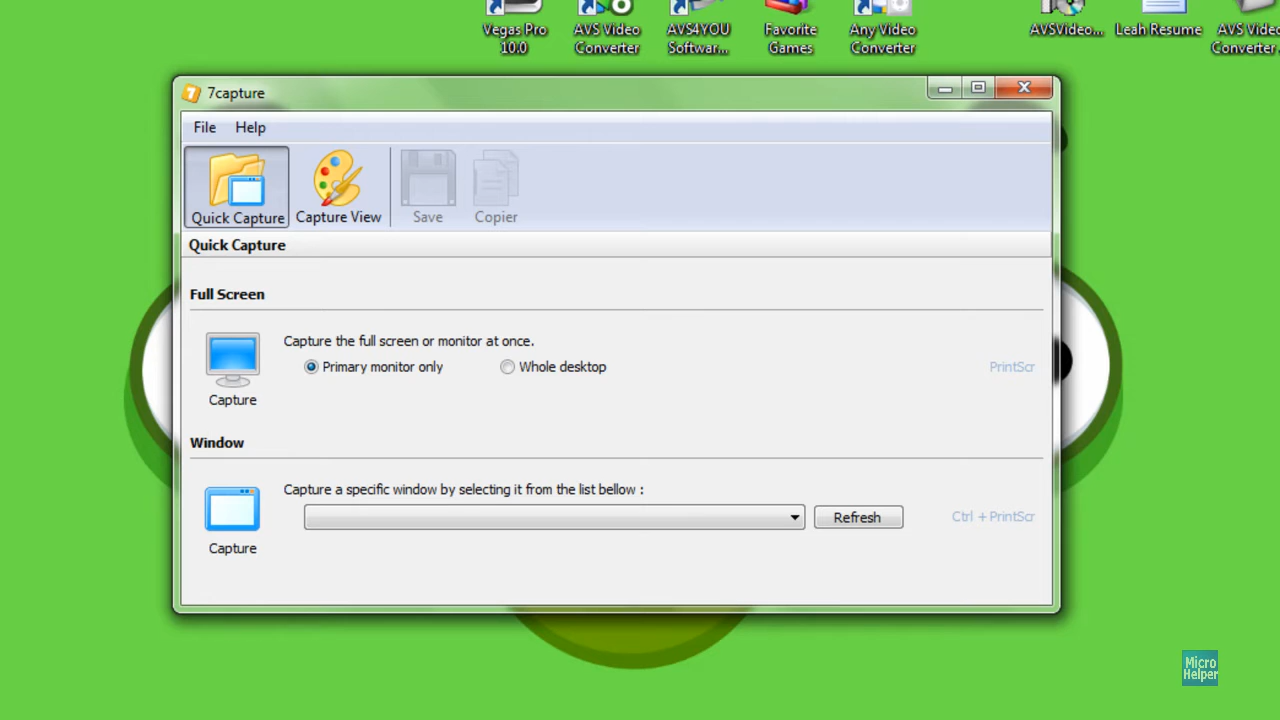 Vegas Pro
10.0
AVS Video
Converter
AVS4YOU
Softwar...
Favorite
Games
Any Video
Converter
AVSVideo...
Leah Resume
AVS Video
Converter
7capture
File Help
Quick Capture
Capture View
Save
Copier
Quick Capture
Full Screen
Capture the full screen or monitor at once.
Primary monitor only
Whole desktop
PrintScr
Capture
Window
Capture a specific window by selecting it from the list bellow :
Refresh
Ctrl + PrintScr
Capture
Micro
Helper